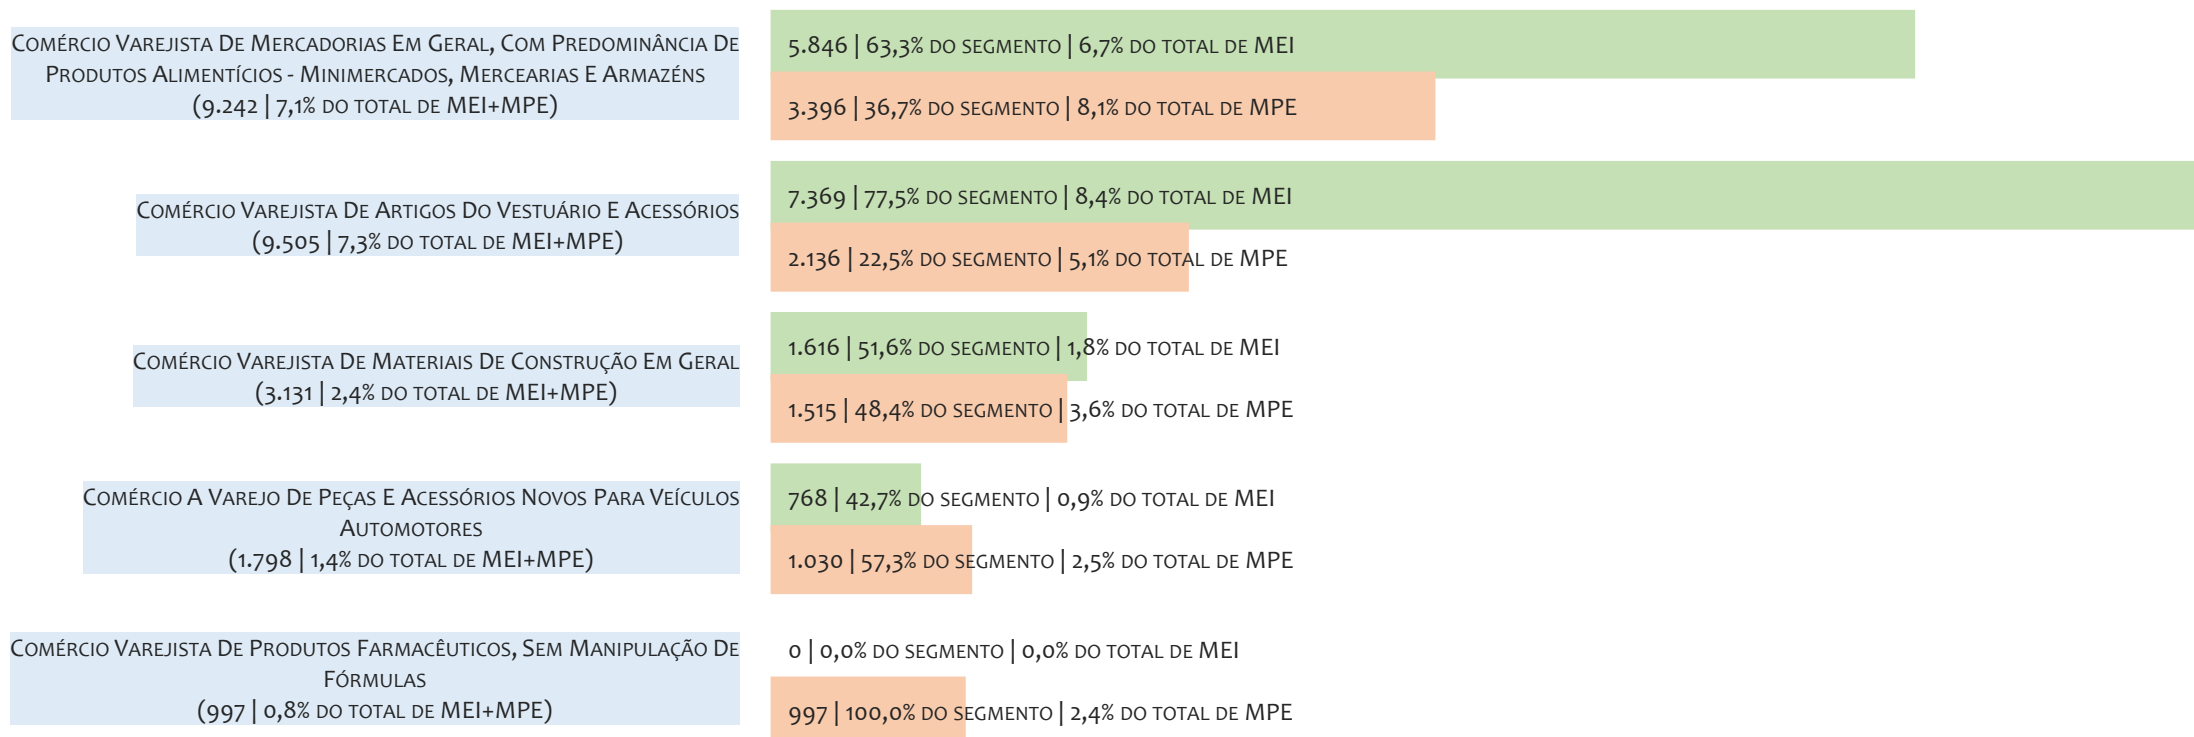 Comércio Varejista De Mercadorias Em Geral, Com Predominância De
Produtos Alimentícios - Minimercados, Mercearias E Armazéns
(9.242 | 7,1% do total de MEI+MPE)
5.846 | 63,3% do segmento | 6,7% do total de MEI
3.396 | 36,7% do segmento | 8,1% do total de MPE
Comércio Varejista De Artigos Do Vestuário E Acessórios
(9.505 | 7,3% do total de MEI+MPE)
7.369 | 77,5% do segmento | 8,4% do total de MEI
2.136 | 22,5% do segmento | 5,1% do total de MPE
Comércio Varejista De Materiais De Construção Em Geral
(3.131 | 2,4% do total de MEI+MPE)
1.616 | 51,6% do segmento | 1,8% do total de MEI
1.515 | 48,4% do segmento | 3,6% do total de MPE
Comércio A Varejo De Peças E Acessórios Novos Para Veículos
Automotores
(1.798 | 1,4% do total de MEI+MPE)
768 | 42,7% do segmento | 0,9% do total de MEI
1.030 | 57,3% do segmento | 2,5% do total de MPE
Comércio Varejista De Produtos Farmacêuticos, Sem Manipulação De
Fórmulas
(997 | 0,8% do total de MEI+MPE)
0 | 0,0% do segmento | 0,0% do total de MEI
997 | 100,0% do segmento | 2,4% do total de MPE